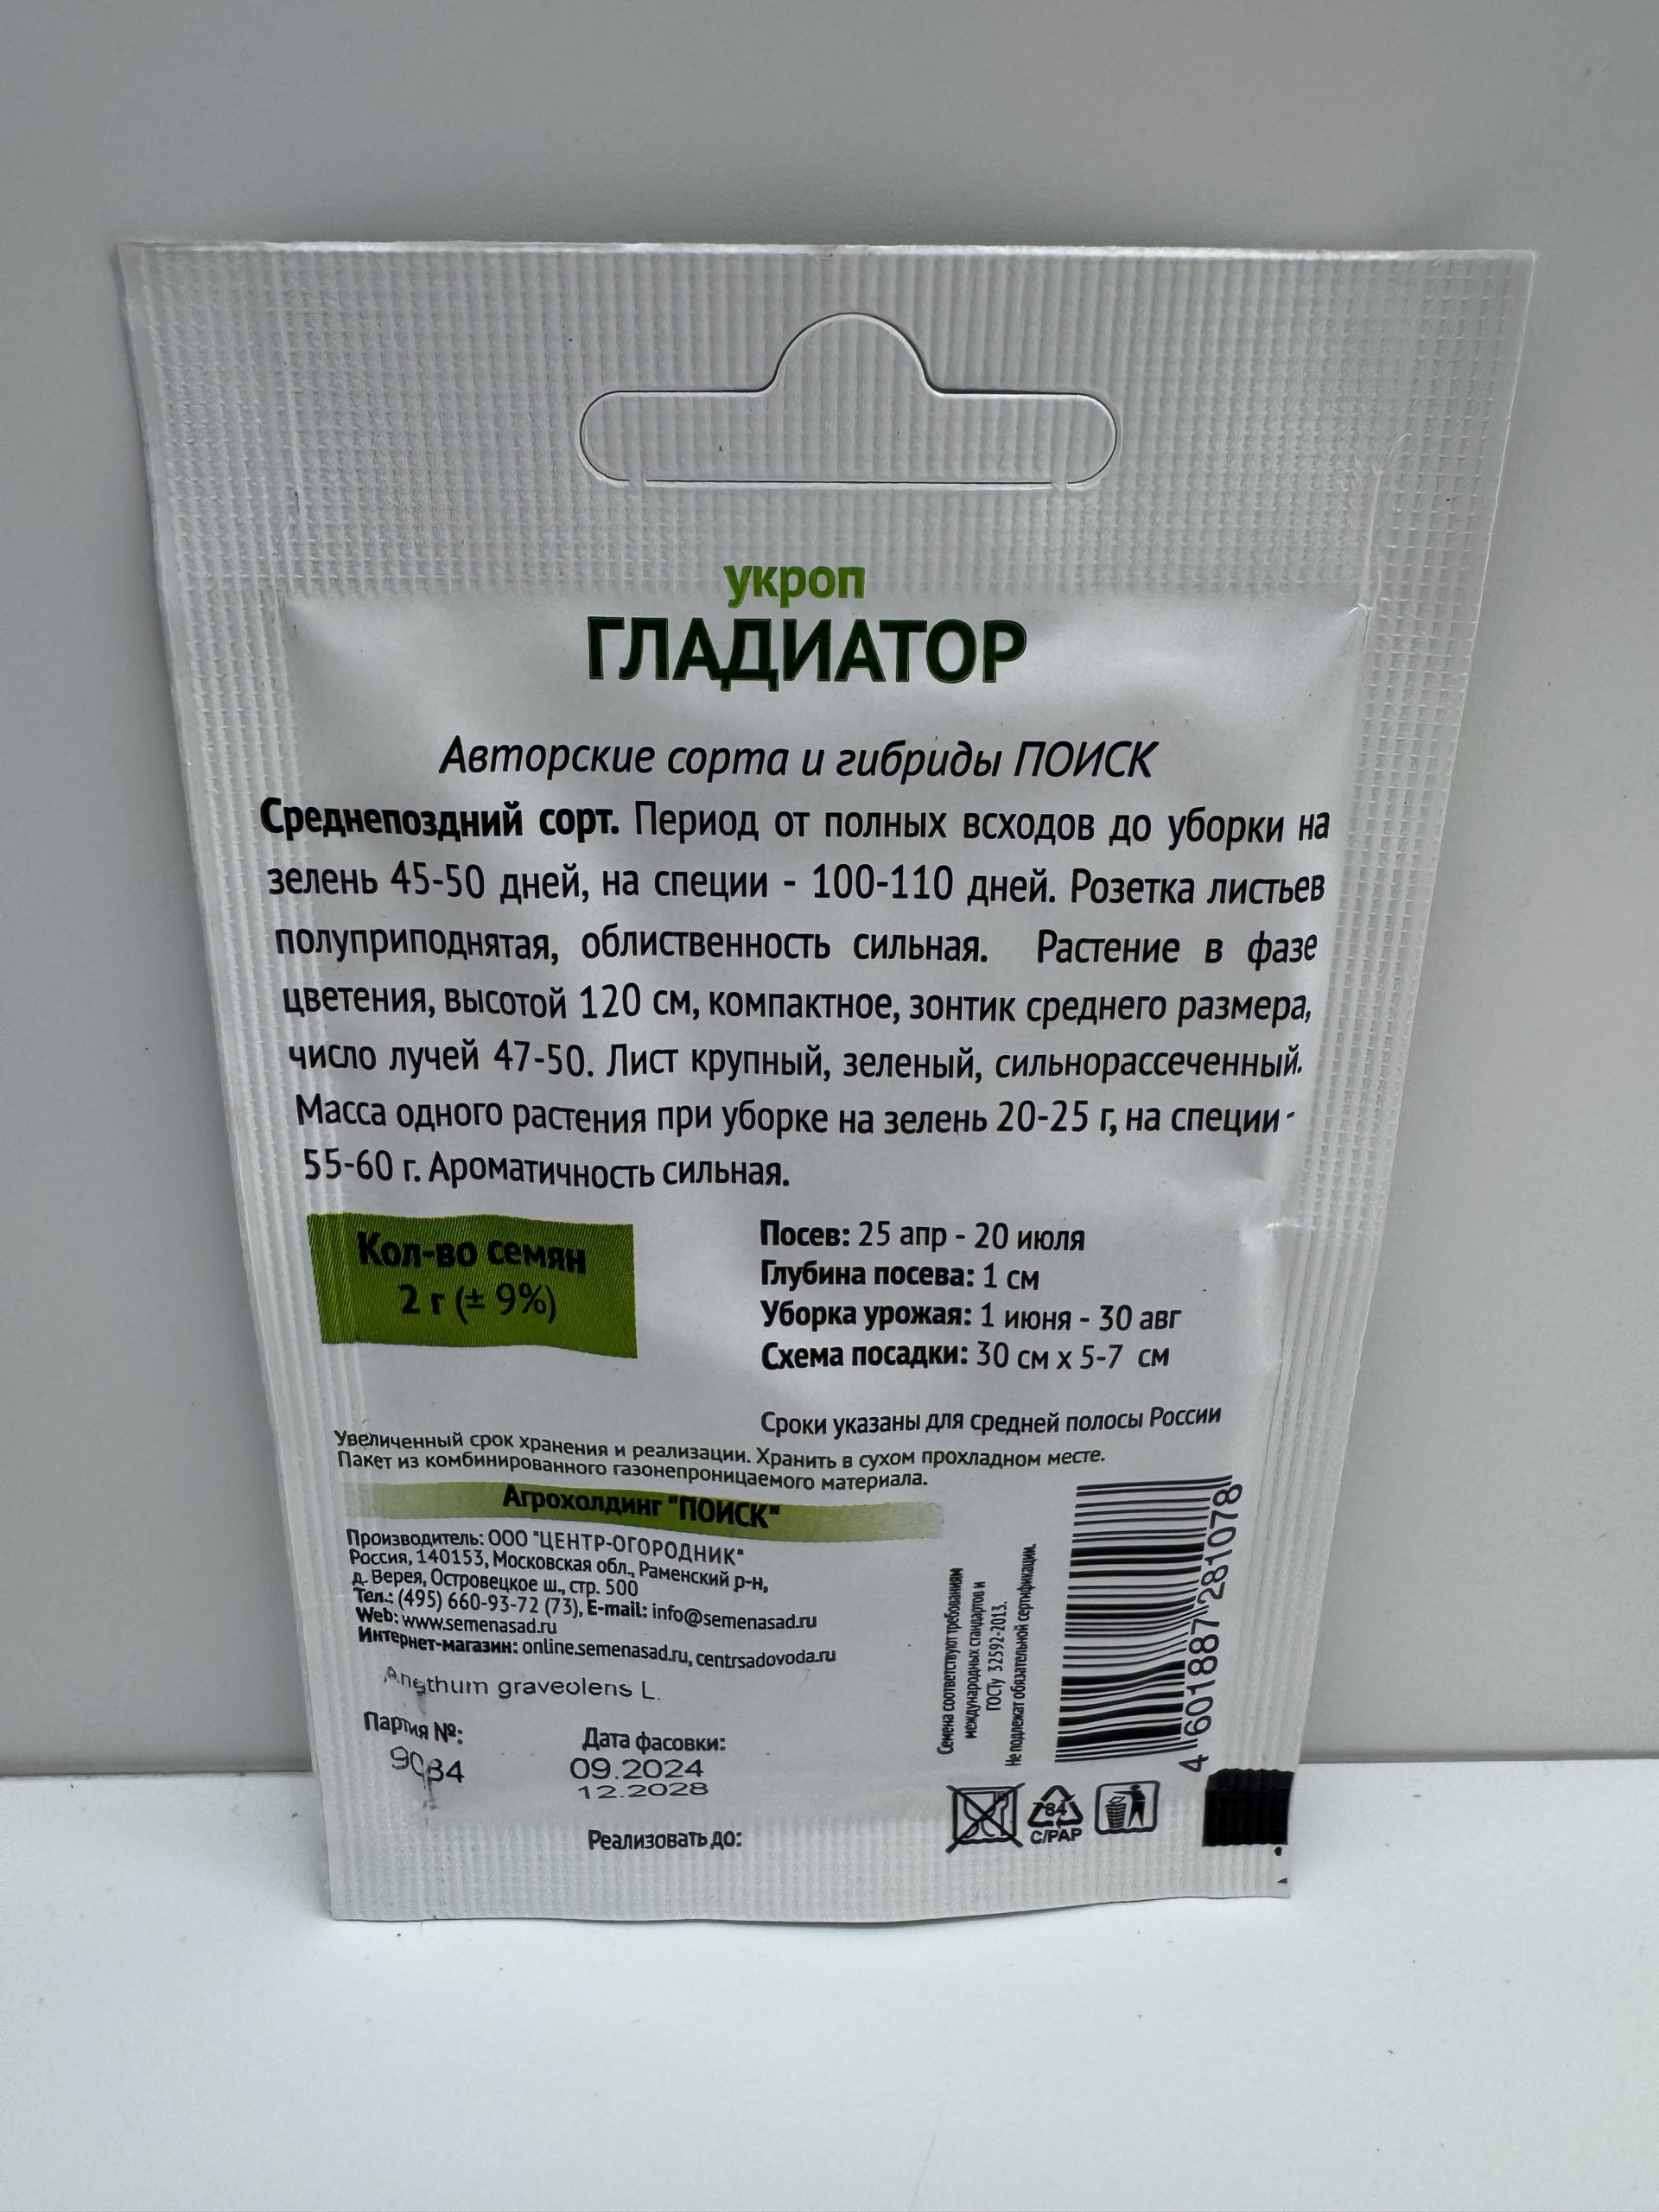 укроп
ГЛАДИАТОР
Авторские сорта и гибриды ПОИСК
Среднепоздний сорт. Период от полных всходов до уборки на
зелень 45-50 дней, на специи - 100-110 дней. Розетка листьев
полуприподнятая, облиственность сильная. Растение в фазе
цветения, высотой 120 см, компактное, зонтик среднего размера,
число лучей 47-50. Лист крупный, зеленый, сильнорассеченный.
Масса одного растения при уборке на зелень 20-25 г, на специи -
55-60 г. Ароматичность сильная.
Кол-во семян
2 г (± 9%)
Посев: 25 апр - 20 июля
Глубина посева: 1 см
Уборка урожая: 1 июня - 30 авг
Схема посадки: 30 см х 5-7 см
Сроки указаны для средней полосы России
Увеличенный срок хранения и реализации. Хранить в сухом прохладном месте.
Пакет из комбинированного газонепроницаемого материала.
Агрохолдинг "ПОИСК"
Производитель: ООО "ЦЕНТР-ОГОРОДНИК"
Россия, 140153, Московская обл., Раменский р-н,
д. Верея, Островецкое ш., стр. 500
Тел.: (495) 660-93-72 (73), E-mail: info@semenasad.ru
Web: www.semenasad.ru
Интернет-магазин: online.semenasad.ru, centrsadovoda.ru
Anethum graveolens L.
Партия №:
Дата фасовки:
09.2024
12.2028
Реализовать до:
Семена соответствуют требованиям
международных стандартов и
ГОСТу 32592-2013.
Не подлежат обязательной сертификации.
4 601887 281078
84
C/PAP